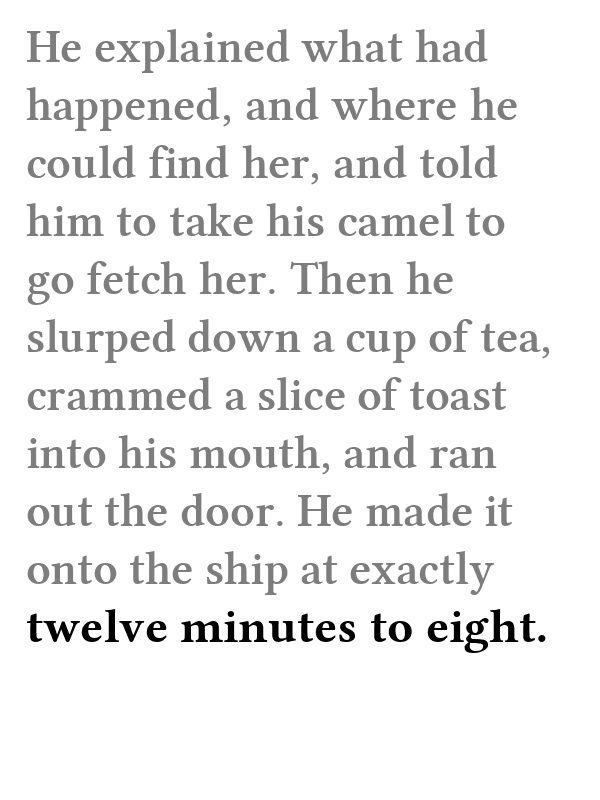 He explained what had
happened, and where he
could find her, and told
him to take his camel to
go fetch her. Then he
slurped down a cup of tea,
crammed a slice of toast
into his mouth, and ran
out the door. He made it
onto the ship at exactly
twelve minutes to eight.